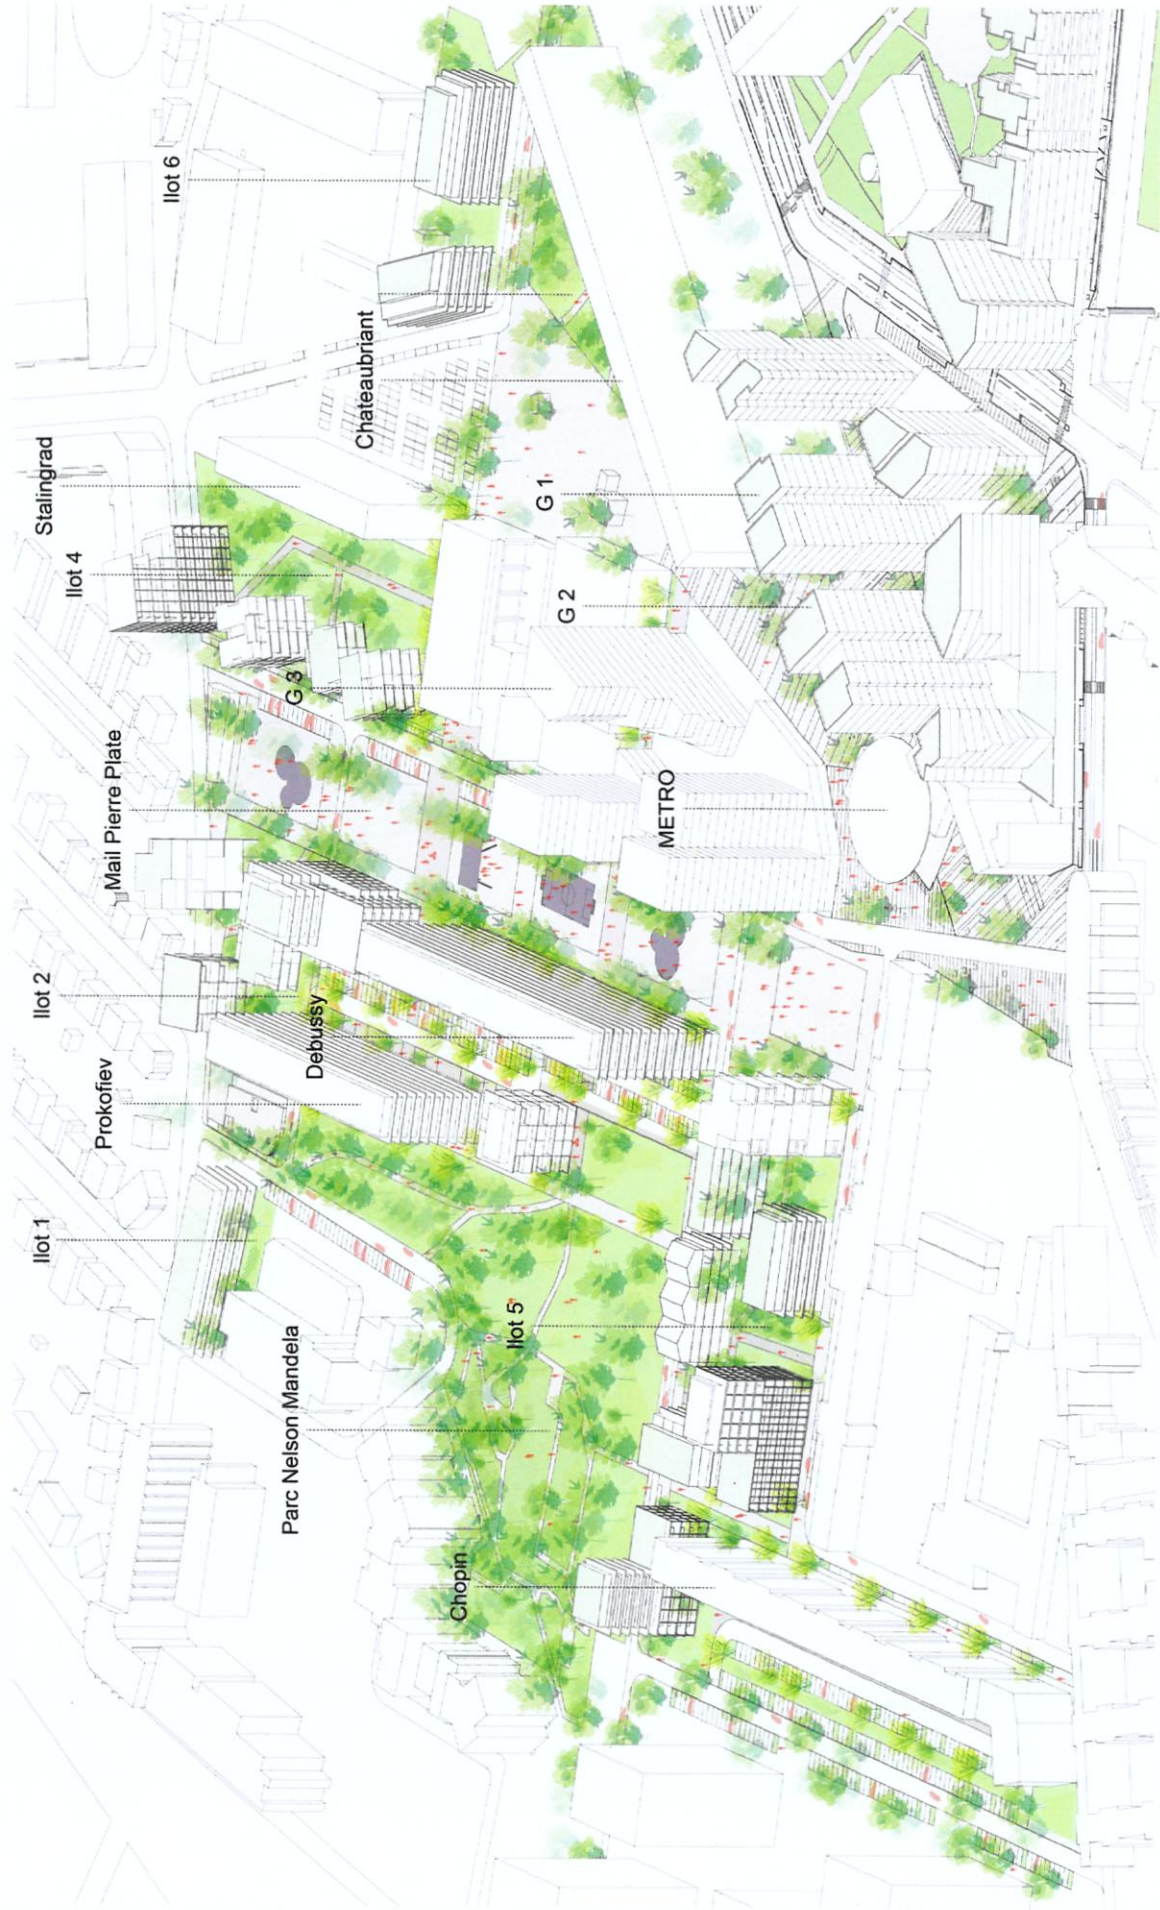 Ilot 1
Prokofiev
Ilot 2
Mail Pierre Plate
Ilot 4
Stalingrad
Ilot 6
Parc Nelson Mandela
Debussy
G 3
Chateaubriant
Chopin
Ilot 5
METRO
G 2
G 1